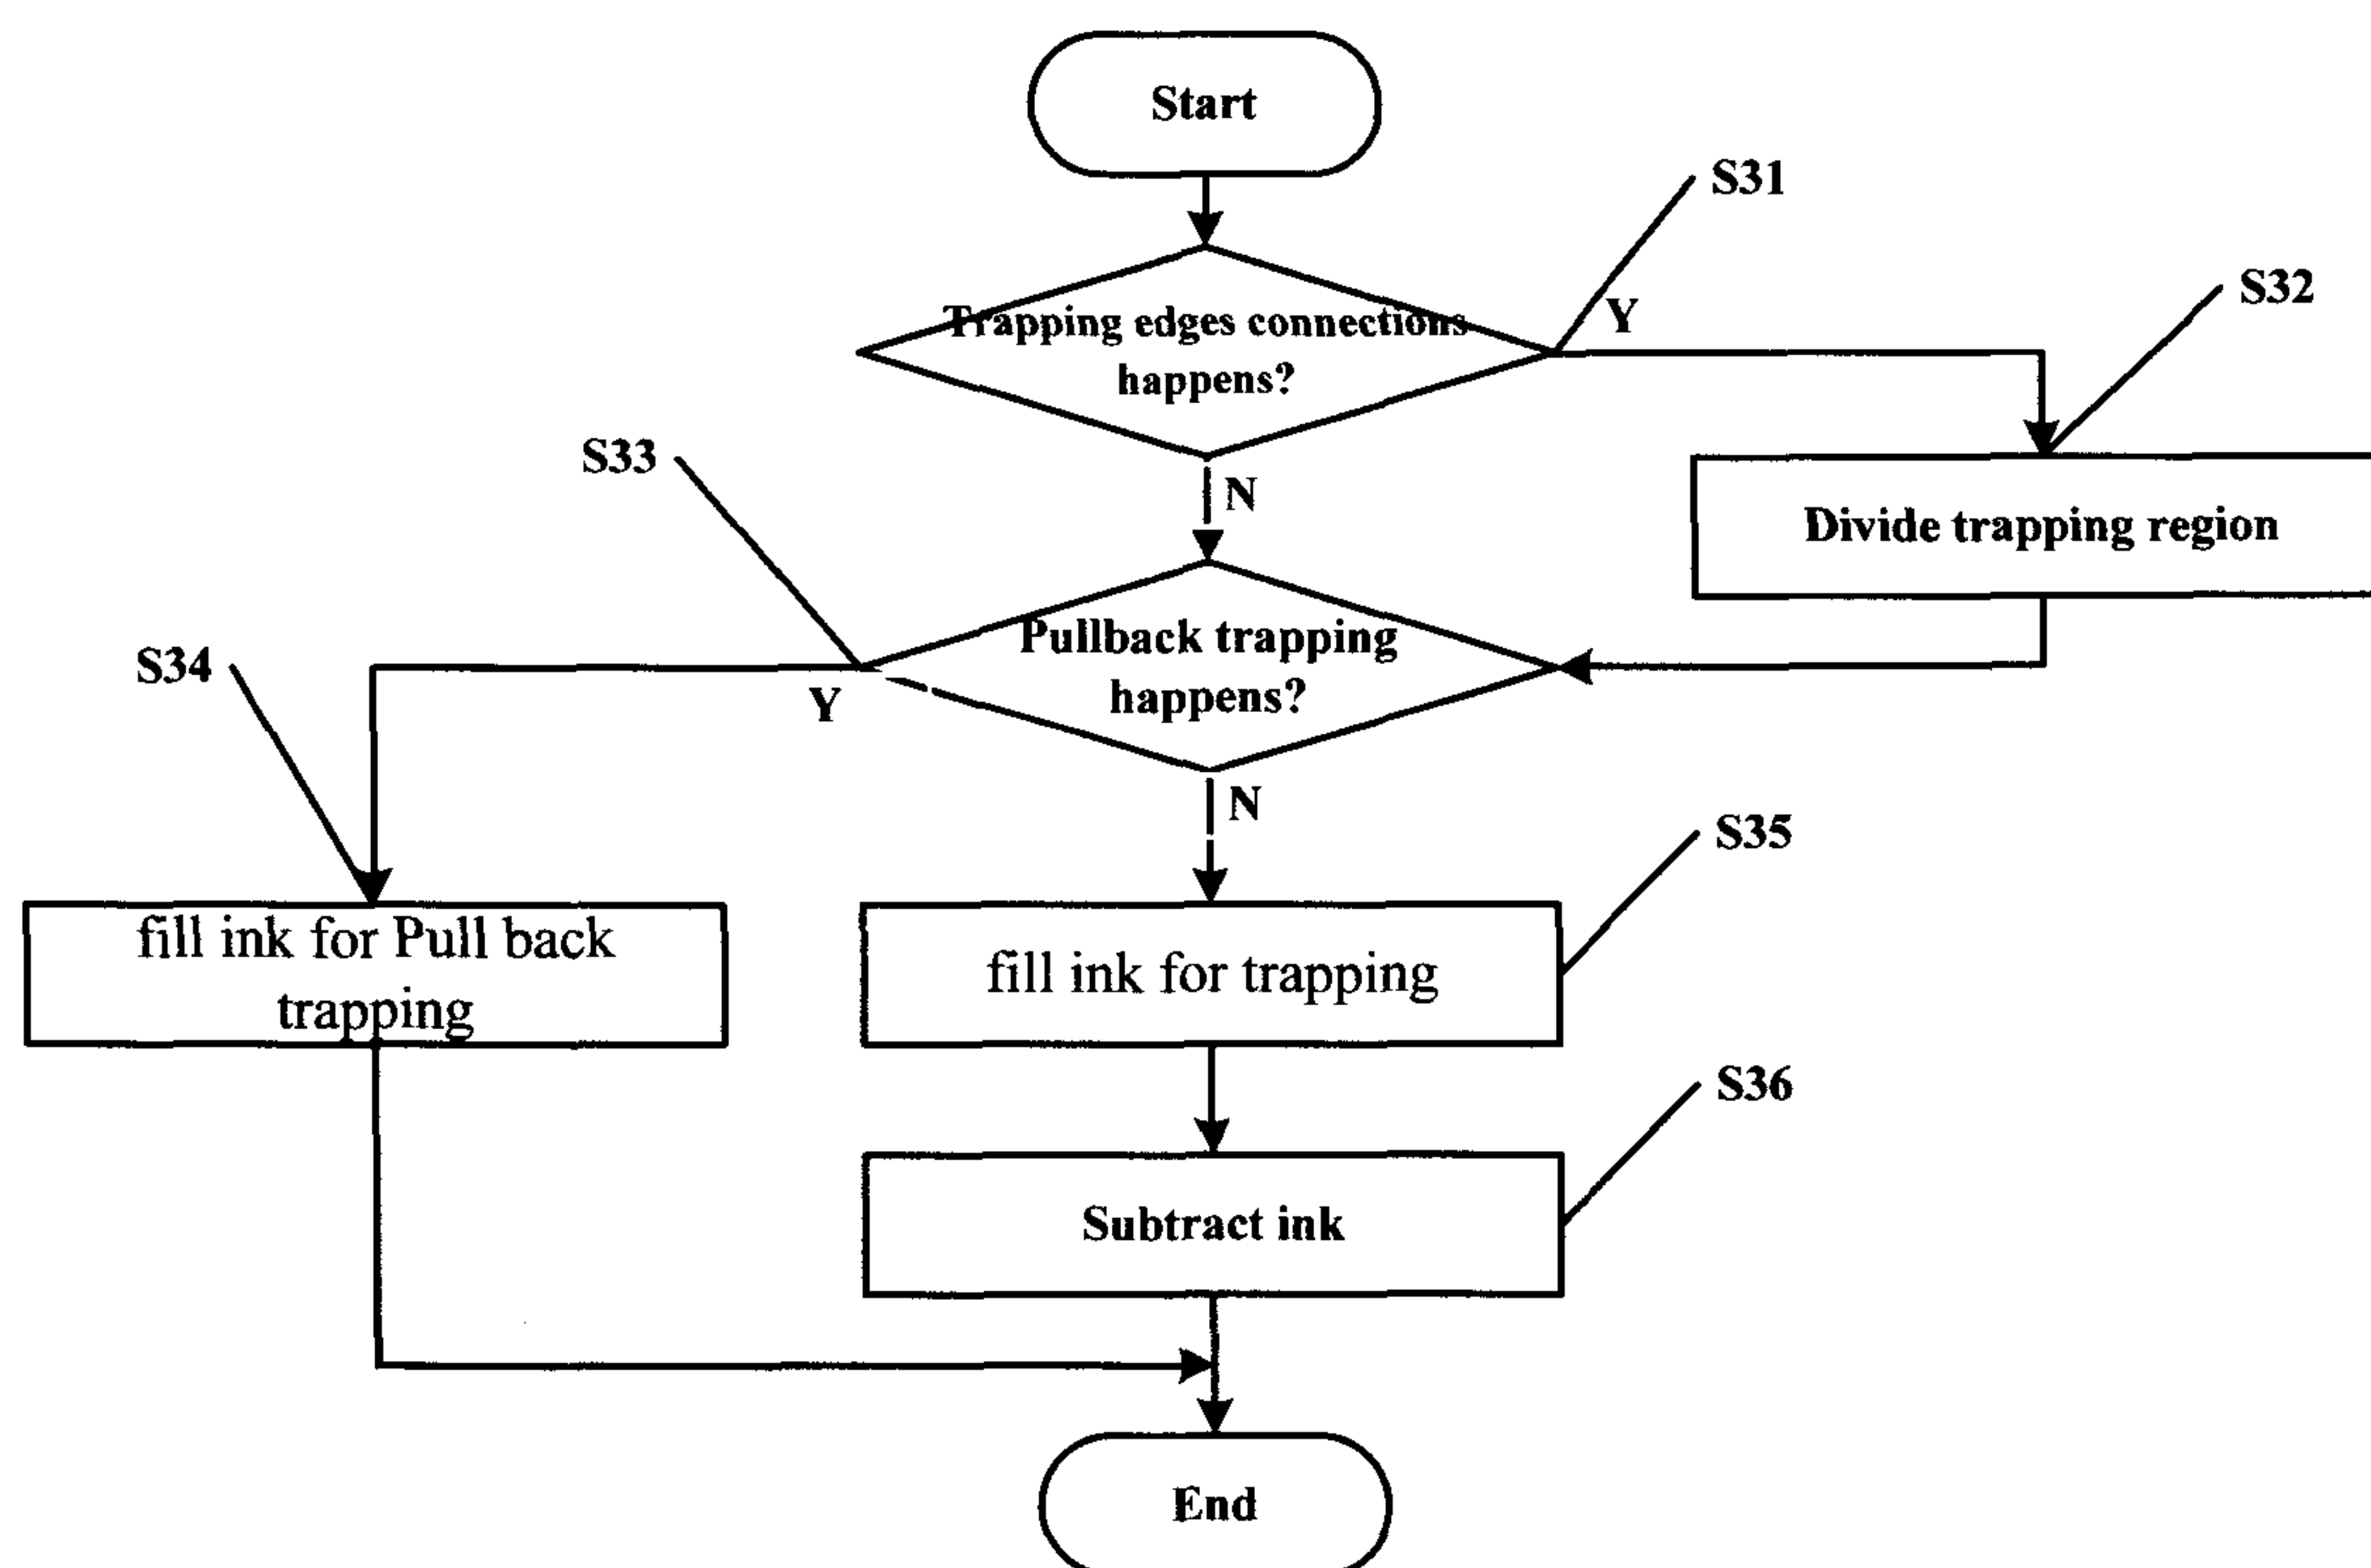 Start
S31
Trapping edges connections
happens?
Y
S32
Divide trapping region
N
S33
Pullback trapping
happens?
Y
S34
N
S35
fill ink for Pull back
trapping
fill ink for trapping
S36
Subtract ink
End